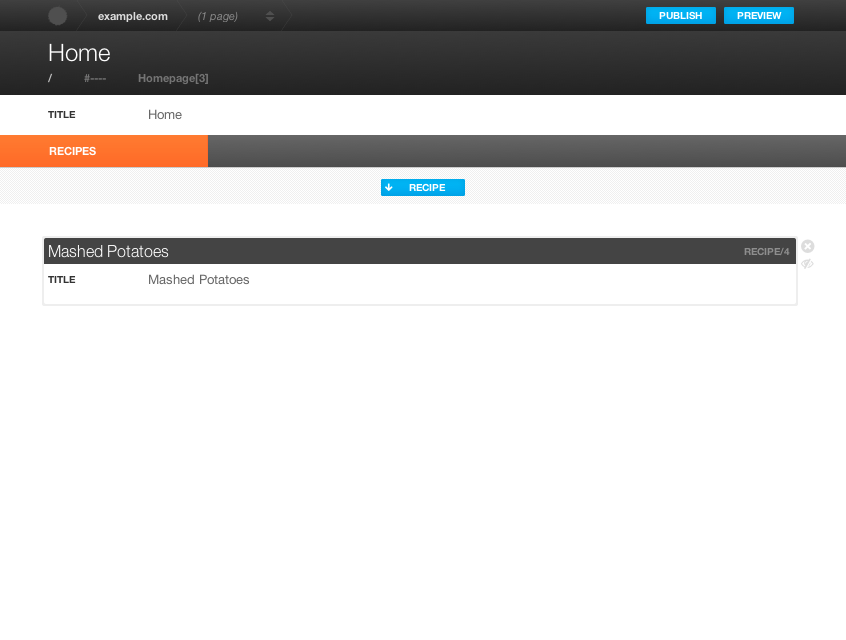 example.com (1 page) PUBLISH PREVIEW
Home
/ #---- Homepage[3]
TITLE Home
RECIPES
RECIPE
Mashed Potatoes RECIPE/4
TITLE Mashed Potatoes